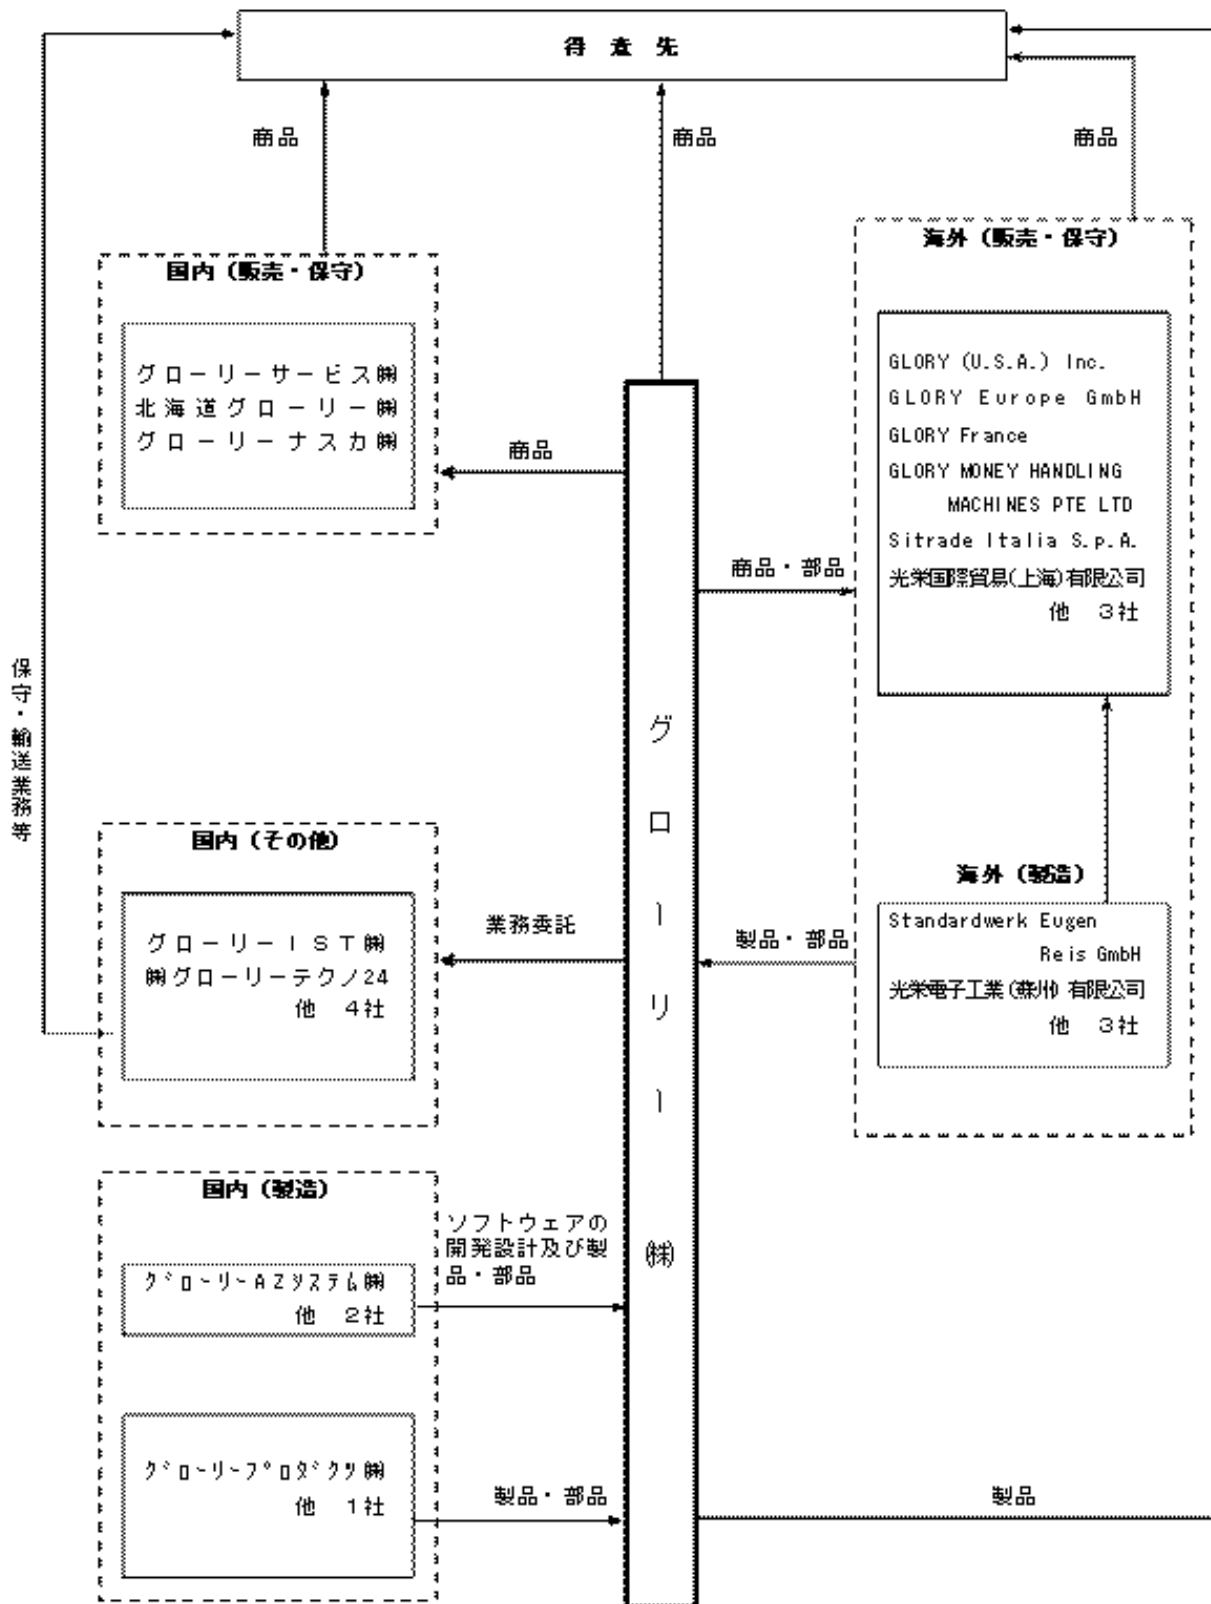 得 意 先
商品
商品
商品
国内（販売・保守）
グローリーサービス㈱
北海道グローリー㈱
グローリーナスカ㈱
商品
海外（販売・保守）
GLORY (U.S.A.) Inc.
GLORY Europe GmbH
GLORY France
GLORY MONEY HANDLING
MACHINES PTE LTD
Sitrade Italia S.p.A.
光栄国際貿易(上海)有限公司
他　3社
商品・部品
保守・輸送業務等
グローリー㈱
国内（その他）
グローリーＩＳＴ㈱
㈱グローリーテクノ24
他　4社
業務委託
海外（製造）
Standardwerk Eugen
Reis GmbH
光栄電子工業(蘇州)有限公司
他　3社
製品・部品
国内（製造）
ｸﾞﾛｰﾘｰAZｼｽﾃﾑ㈱
他　2社
ソフトウェアの
開発設計及び製
品・部品
ｸﾞﾛｰﾘｰﾌﾟﾛﾀﾞｸﾂ㈱
他　1社
製品・部品
製品